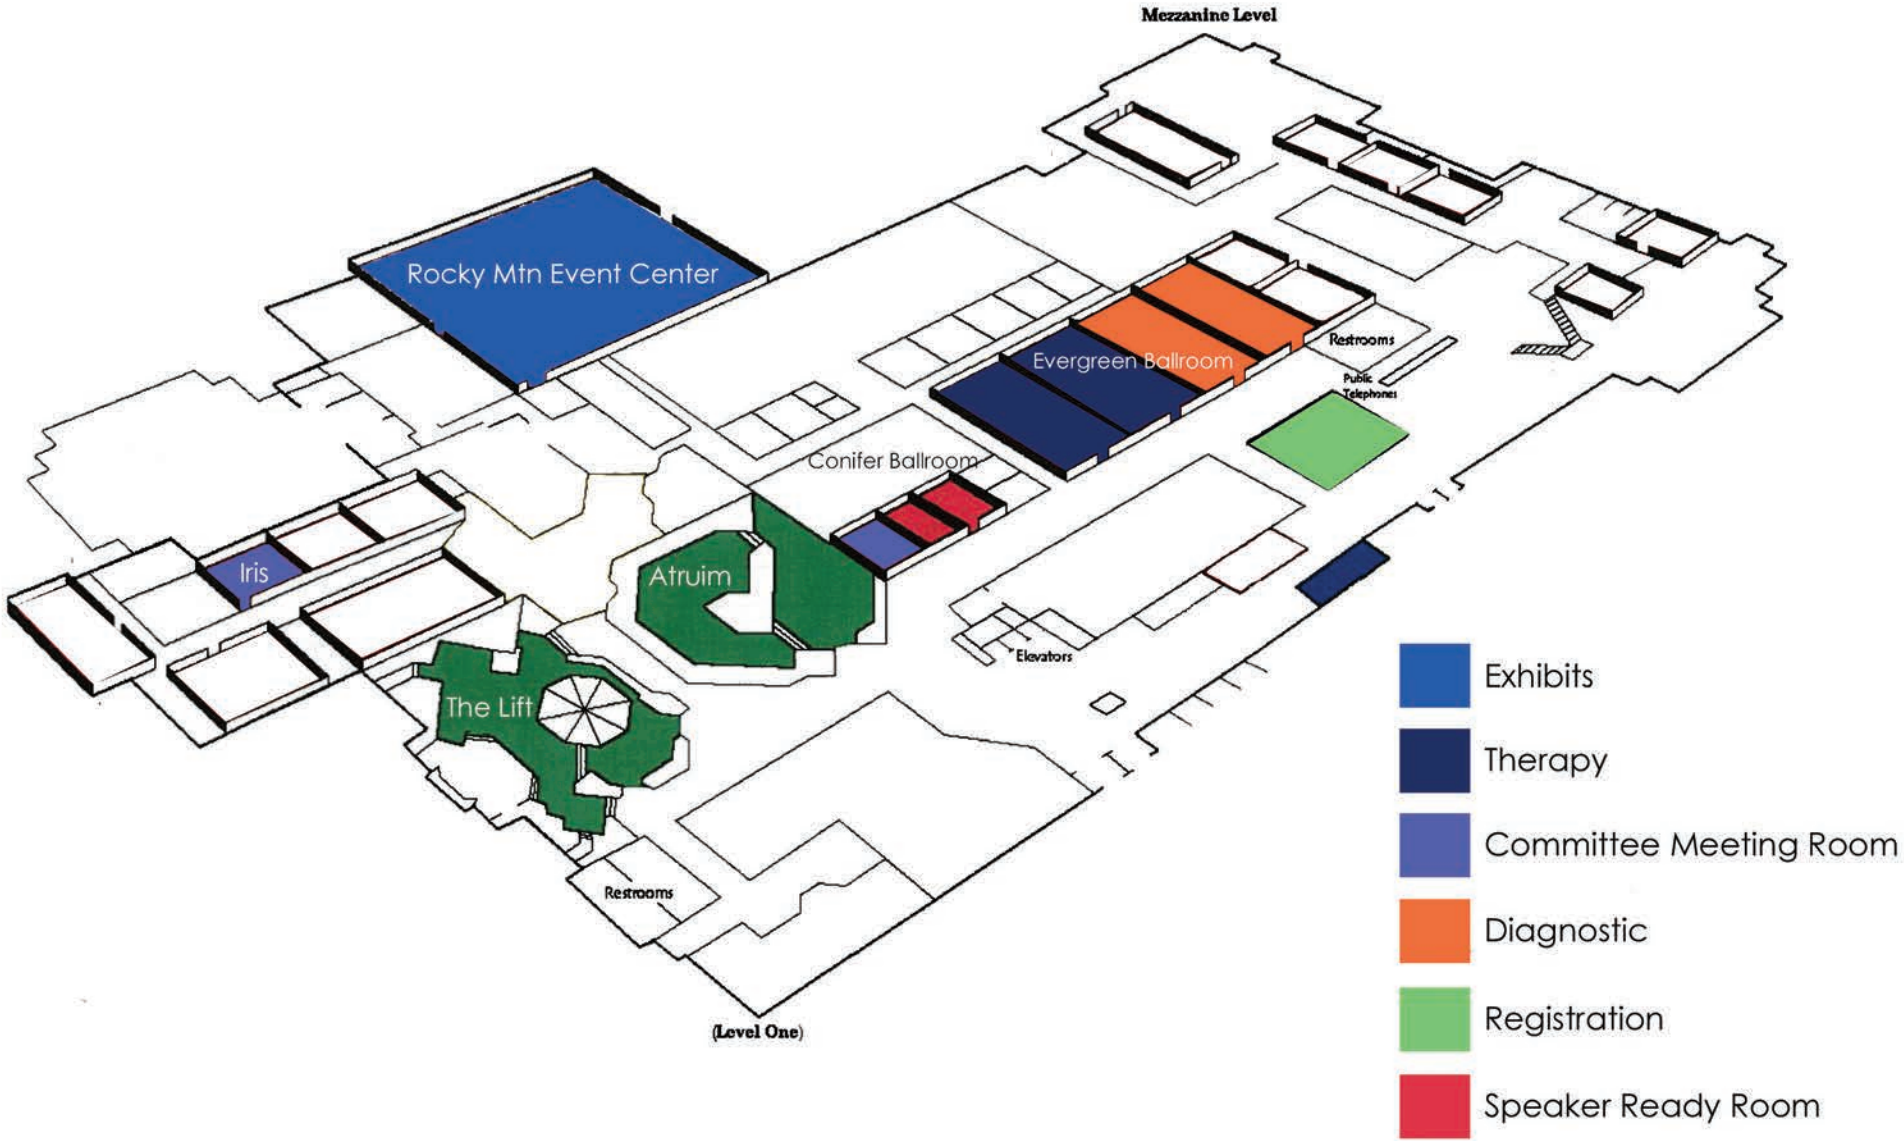 Mezzanine Level
Rocky Mtn Event Center
Evergreen Ballroom
Restrooms
Public
Telephones
Conifer Ballroom
Iris
Atruim
Elevators
The Lift
Restrooms
(Level One)
Exhibits
Therapy
Committee Meeting Room
Diagnostic
Registration
Speaker Ready Room